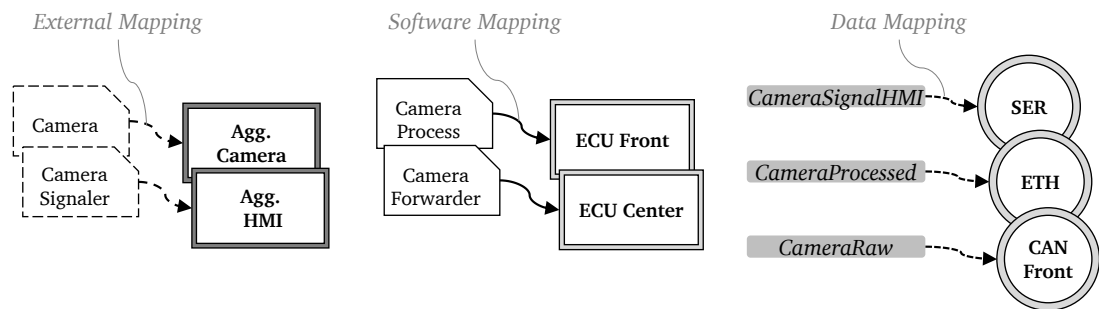 External Mapping
Camera
Camera
Signaler
Agg.
Camera
Agg.
HMI
Software Mapping
Camera
Process
Camera
Forwarder
ECU Front
ECU Center
Data Mapping
CameraSignalHMI
SER
CameraProcessed
ETH
CameraRaw
CAN
Front